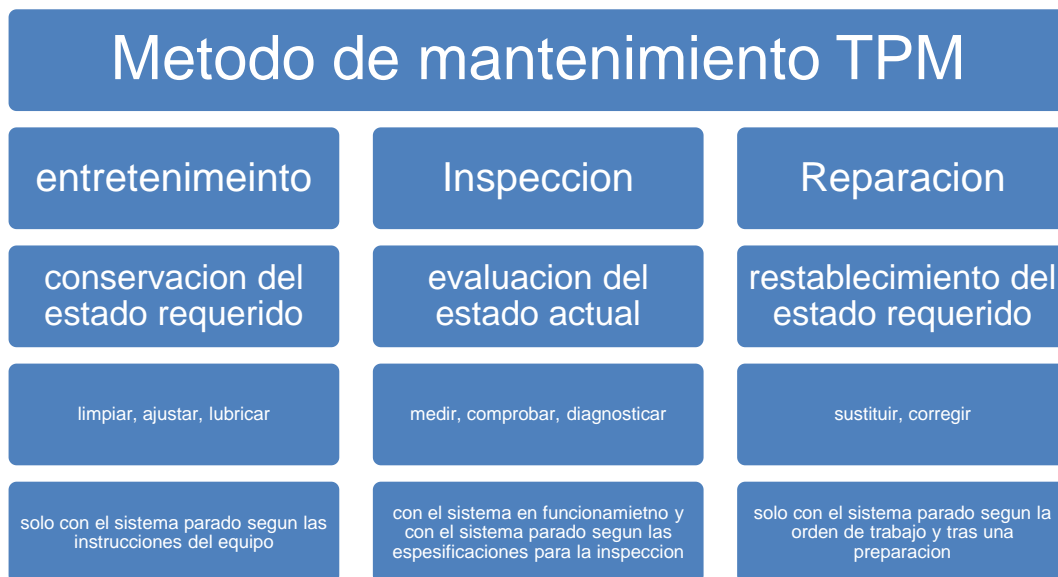 Metodo de mantenimiento TPM
entretenimeinto
Inspeccion
Reparacion
conservacion del
estado requerido
evaluacion del
estado actual
restablecimiento del
estado requerido
limpiar, ajustar, lubricar
medir, comprobar, diagnosticar
sustituir, corregir
solo con el sistema parado segun las
instrucciones del equipo
con el sistema en funcionamietno y
con el sistema parado segun las
espesificaciones para la inspeccion
solo con el sistema parado segun la
orden de trabajo y tras una
preparacion